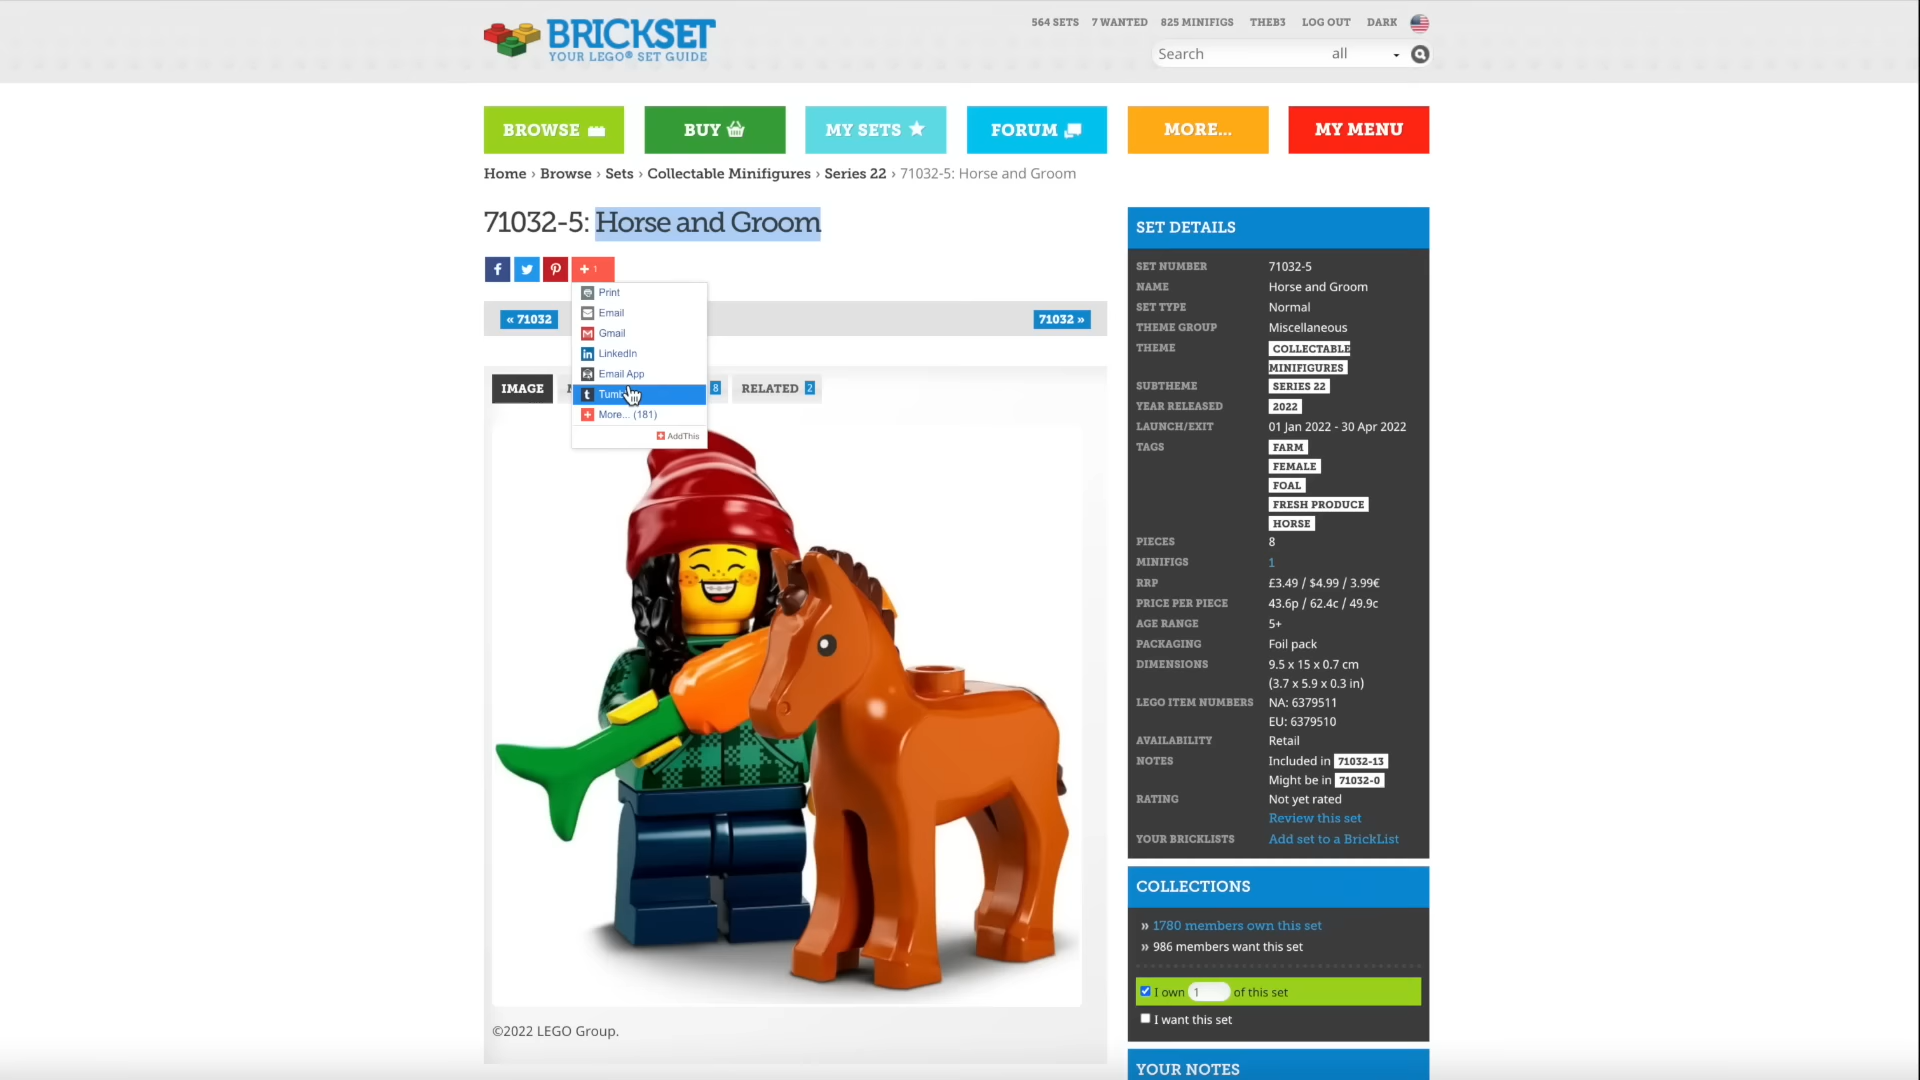 BRICKSET
YOUR LEGO® SET GUIDE
564 SETS 7 WANTED 825 MINIFIGS THEB3 LOG OUT DARK
Search all
BROWSE
BUY
MY SETS
FORUM
MORE...
MY MENU
Home › Browse › Sets › Collectable Minifigures › Series 22 › 71032-5: Horse and Groom
71032-5: Horse and Groom
f t 1
Print
Email
Gmail
LinkedIn
Email App
More... (181)
AddThis
« 71032
71032 »
IMAGE
8
RELATED 2
©2022 LEGO Group.
SET DETAILS
SET NUMBER 71032-5
NAME Horse and Groom
SET TYPE Normal
THEME GROUP Miscellaneous
THEME COLLECTABLE
MINIFIGURES
SUBTHEME SERIES 22
YEAR RELEASED 2022
LAUNCH/EXIT 01 Jan 2022 - 30 Apr 2022
TAGS FARM
FEMALE
FOAL
FRESH PRODUCE
HORSE
PIECES 8
MINIFIGS 1
RRP £3.49 / $4.99 / 3.99€
PRICE PER PIECE 43.6p / 62.4c / 49.9c
AGE RANGE 5+
PACKAGING Foil pack
DIMENSIONS 9.5 x 15 x 0.7 cm
(3.7 x 5.9 x 0.3 in)
LEGO ITEM NUMBERS NA: 6379511
EU: 6379510
AVAILABILITY Retail
NOTES Included in 71032-13
Might be in 71032-0
RATING Not yet rated
Review this set
YOUR BRICKLISTS Add set to a BrickList
COLLECTIONS
» 1780 members own this set
» 986 members want this set
I own 1 of this set
I want this set
YOUR NOTES